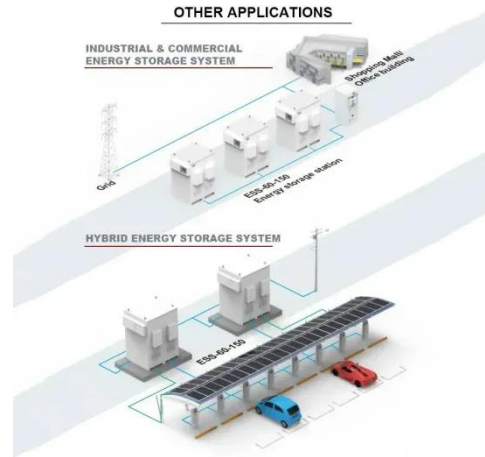 OTHER APPLICATIONS
INDUSTRIAL & COMMERCIAL
ENERGY STORAGE SYSTEM
Shopping Mall/
Office building
Grid
ESS-60-150
Energy storage station
HYBRID ENERGY STORAGE SYSTEM
ESS-60-150